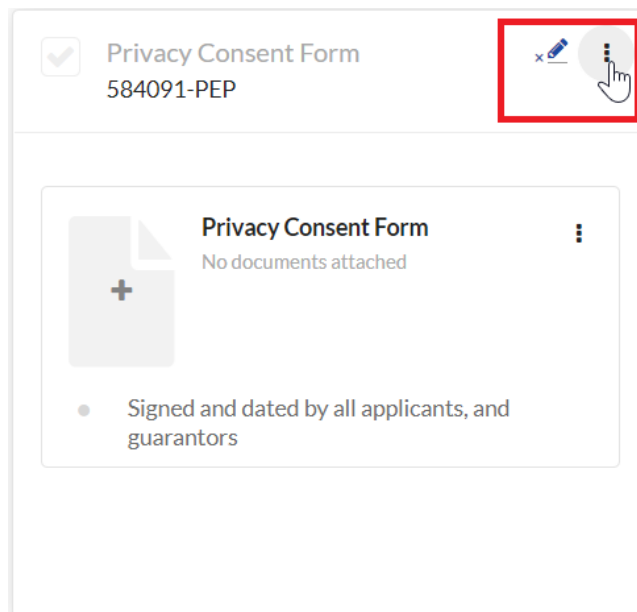 Privacy Consent Form
584091-PEP
Privacy Consent Form
No documents attached
Signed and dated by all applicants, and
guarantors